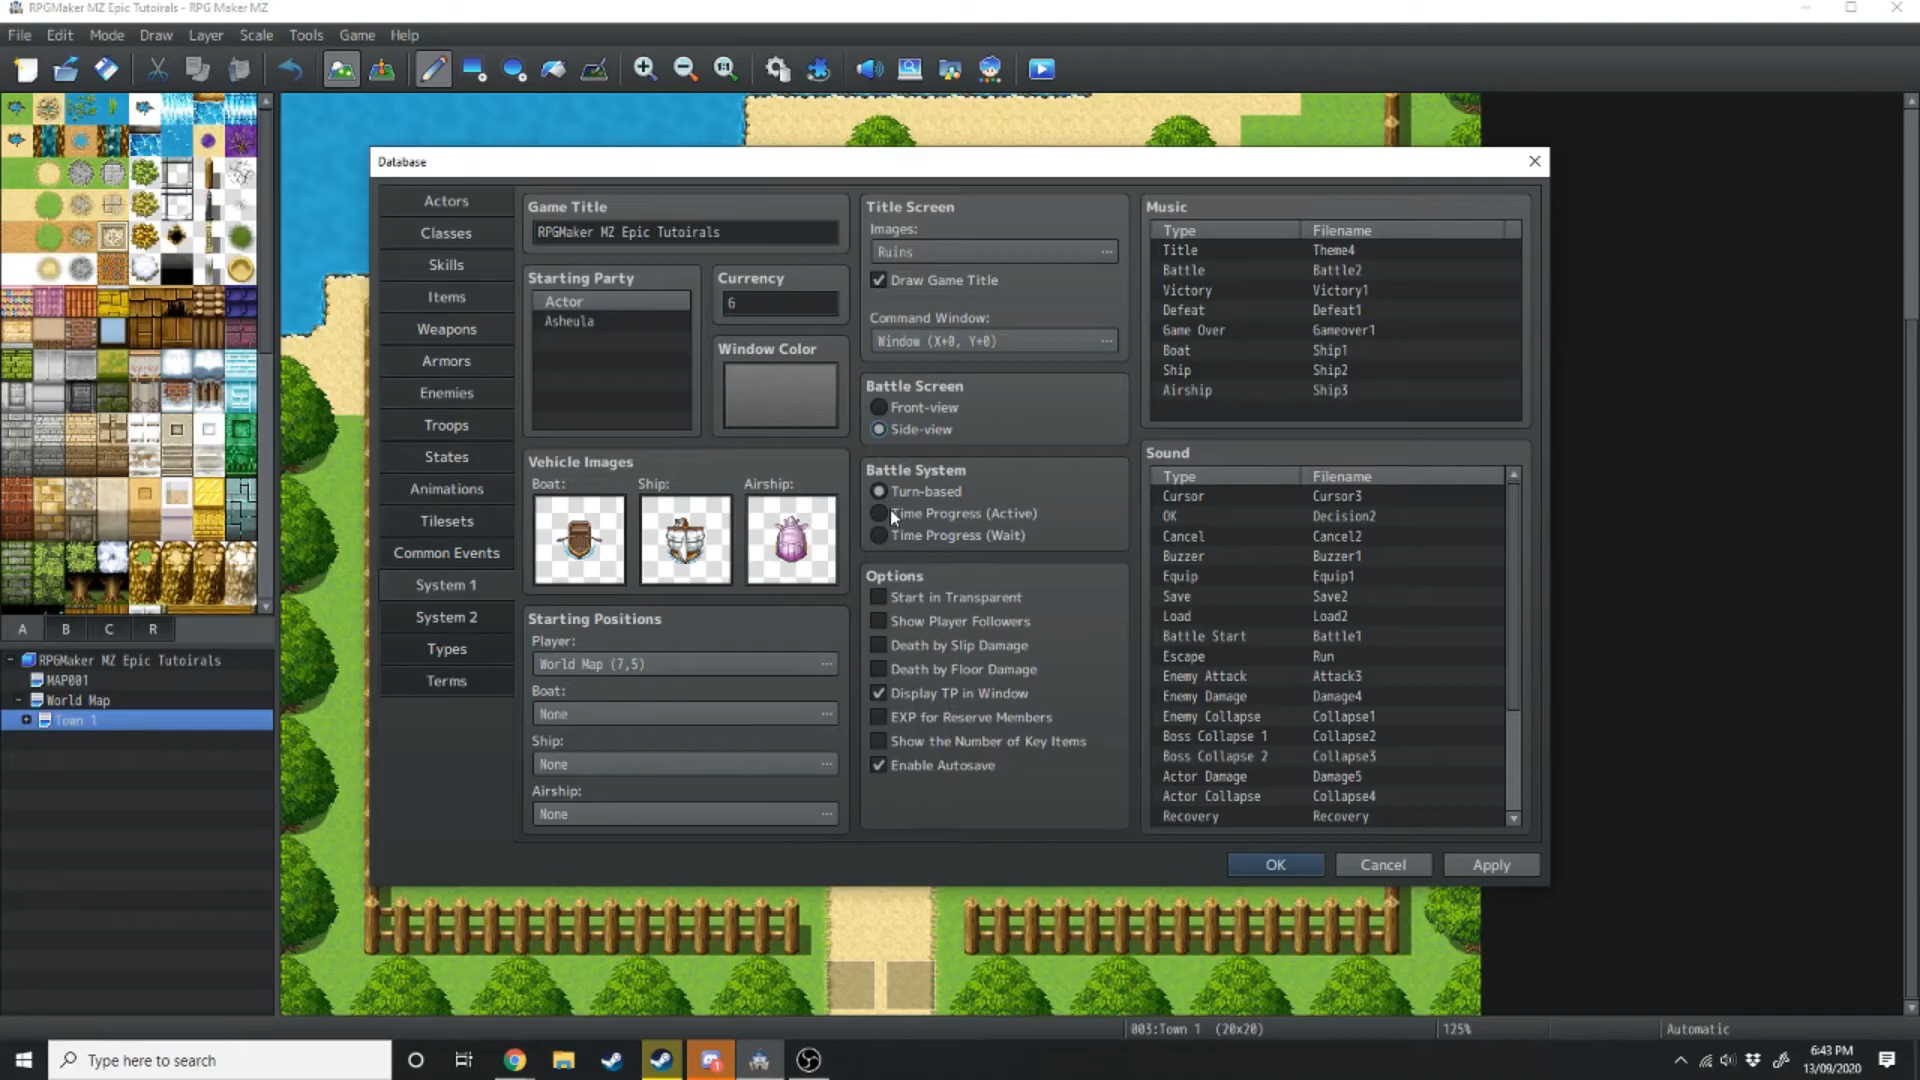 RPGMaker MZ Epic Tutoirals - RPG Maker MZ
File Edit Mode Draw Layer Scale Tools Game Help
Database
Actors
Classes
Skills
Items
Weapons
Armors
Enemies
Troops
States
Animations
Tilesets
Common Events
System 1
System 2
Types
Terms
Game Title
RPGMaker MZ Epic Tutoirals
Starting Party
Actor
Asheula
Currency
G
Window Color
Vehicle Images
Boat: Ship: Airship:
Starting Positions
Player:
World Map (7,5) ...
Boat:
None ...
Ship:
None ...
Airship:
None ...
Title Screen
Images:
Ruins ...
Draw Game Title
Command Window:
Window (X+0, Y+0) ...
Battle Screen
Front-view
Side-view
Battle System
Turn-based
Time Progress (Active)
Time Progress (Wait)
Options
Start in Transparent
Show Player Followers
Death by Slip Damage
Death by Floor Damage
Display TP in Window
EXP for Reserve Members
Show the Number of Key Items
Enable Autosave
Music
Type Filename
Title Theme4
Battle Battle2
Victory Victory1
Defeat Defeat1
Game Over Gameover1
Boat Ship1
Ship Ship2
Airship Ship3
Sound
Type Filename
Cursor Cursor3
OK Decision2
Cancel Cancel2
Buzzer Buzzer1
Equip Equip1
Save Save2
Load Load2
Battle Start Battle1
Escape Run
Enemy Attack Attack3
Enemy Damage Damage4
Enemy Collapse Collapse1
Boss Collapse 1 Collapse2
Boss Collapse 2 Collapse3
Actor Damage Damage5
Actor Collapse Collapse4
Recovery Recovery
OK Cancel Apply
A B C R
RPGMaker MZ Epic Tutoirals
MAP001
World Map
Town 1
003:Town 1 (20x20) 125% Automatic
Type here to search
6:43 PM
13/09/2020